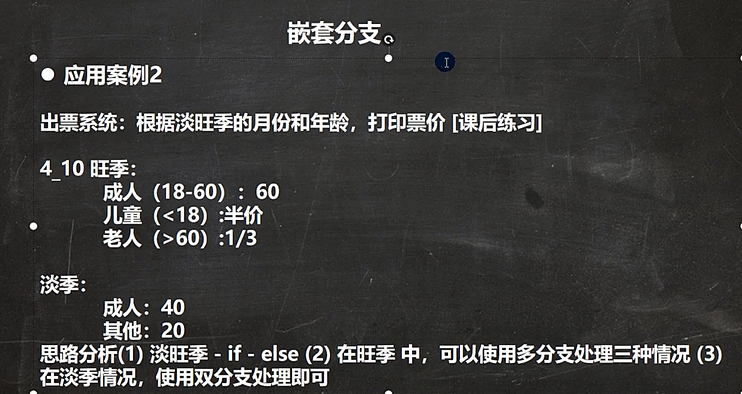 嵌套分支
● 应用案例2
出票系统：根据淡旺季的月份和年龄，打印票价 [课后练习]
4_10 旺季：
成人（18-60）：60
儿童（<18）:半价
老人（>60）:1/3
淡季：
成人：40
其他：20
思路分析(1) 淡旺季 - if - else (2) 在旺季 中，可以使用多分支处理三种情况 (3)
在淡季情况，使用双分支处理即可